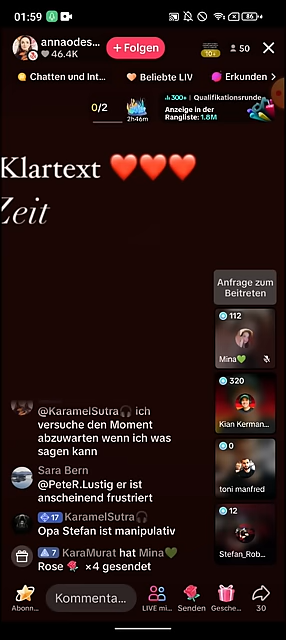 01:59
86
annaodes...
46.4K
+ Folgen
10+
50
Chatten und Int...
Beliebte LIV
Erkunden >
0/2
2h46m
300+ | Qualifikationsrunde
Anzeige in der
Rangliste: 1.8M
Klartext ❤️❤️❤️
Zeit
Anfrage zum
Beitreten
112
Mina💚
320
Kian Kerman...
0
toni manfred
12
Stefan_Rob...
@KaramelSutra🎧 ich
versuche den Moment
abzuwarten wenn ich was
sagen kann
Sara Bern
@PeteR.Lustig er ist
anscheinend frustriert
17 KaramelSutra🎧
Opa Stefan ist manipulativ
7 KaraMurat hat Mina💚
Rose 🌹 ×4 gesendet
Abonn...
Kommenta...
LIVE mi...
Senden
Gesche...
30